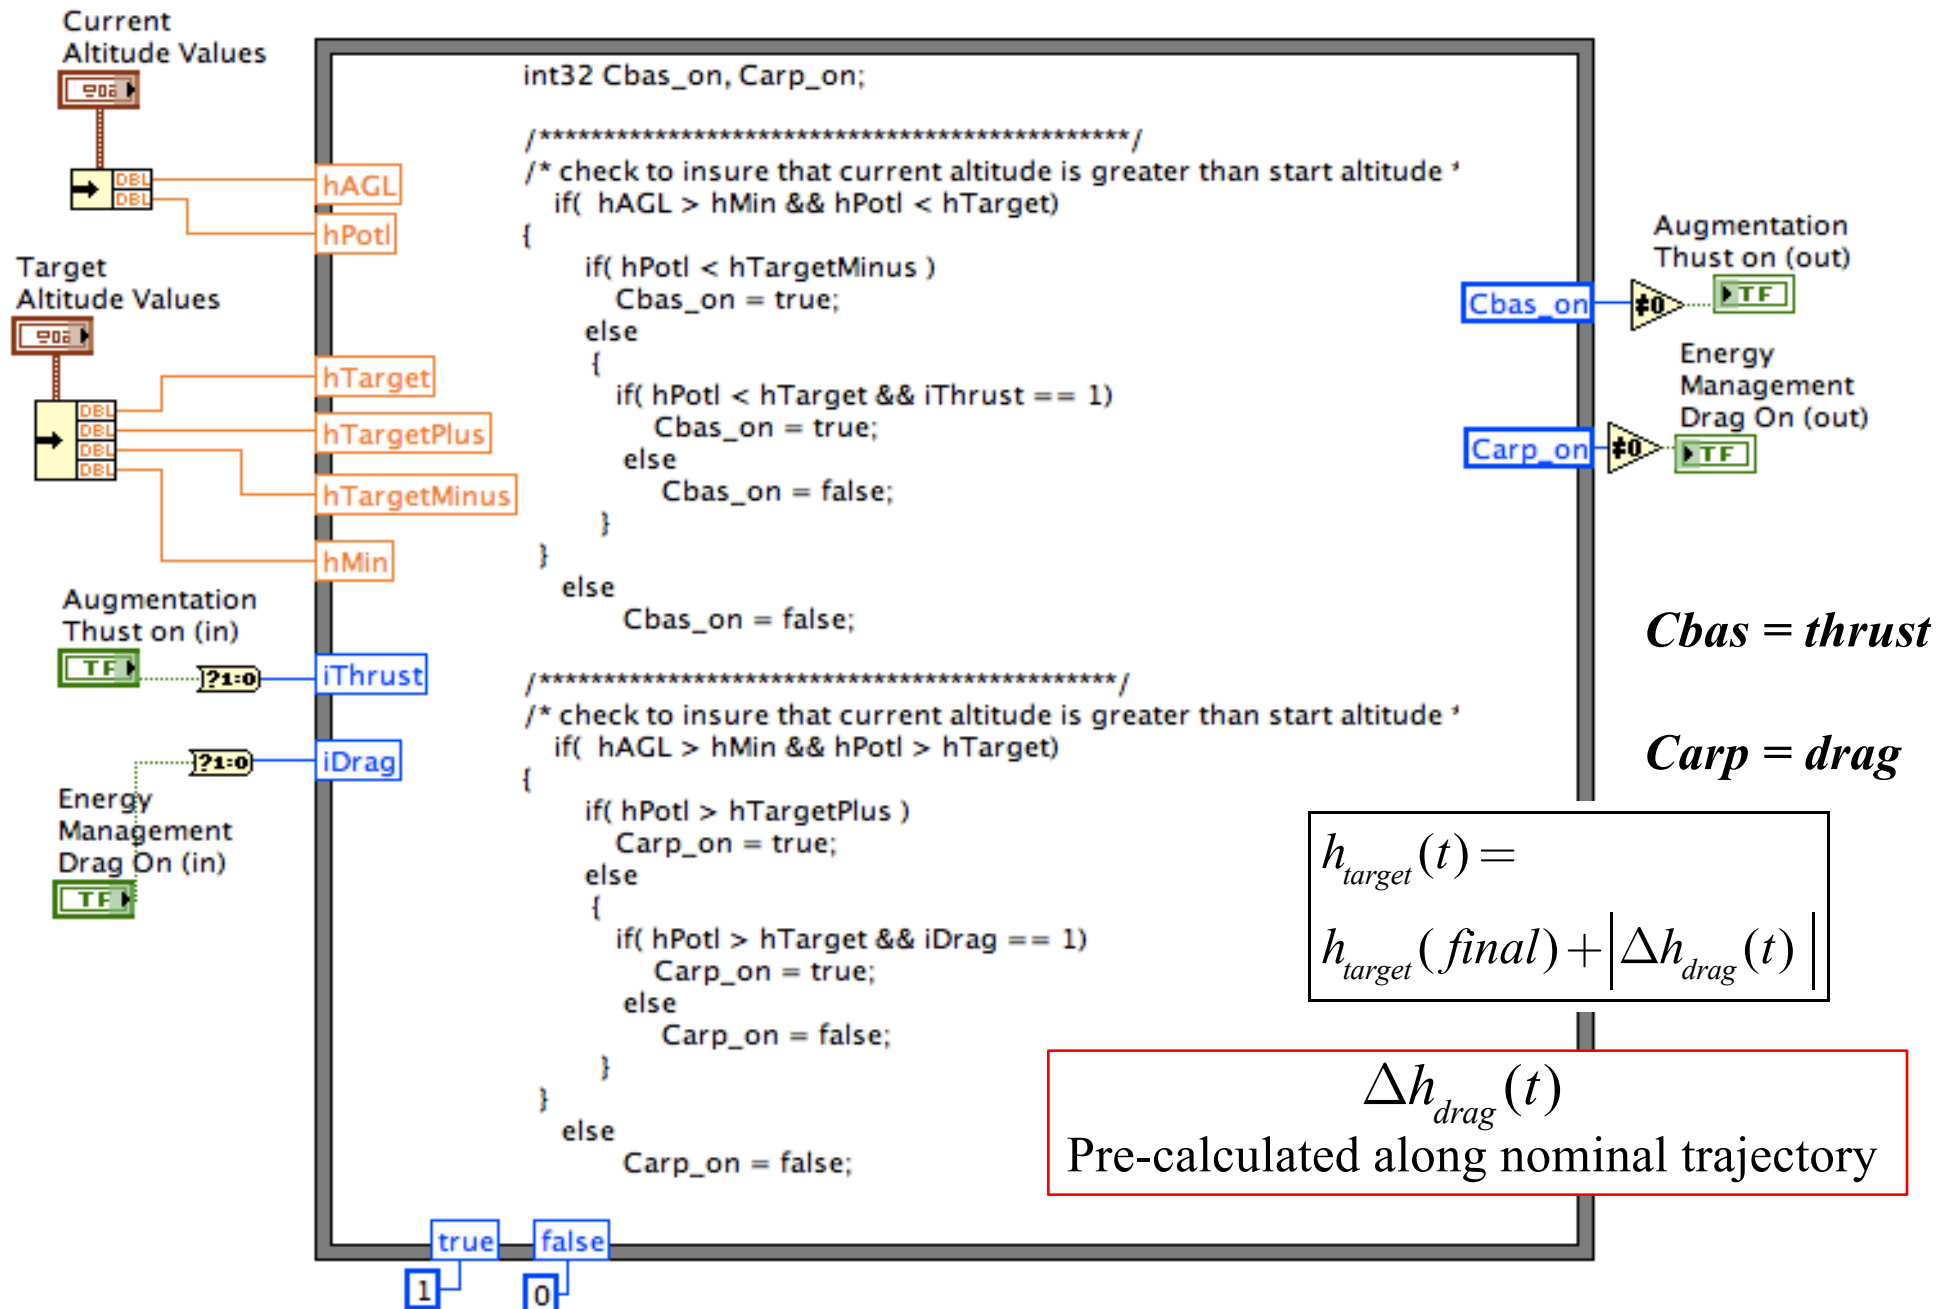 Current
Altitude Values
DBL
DBL
hAGL
hPotl
Target
Altitude Values
DBL
DBL
DBL
DBL
hTarget
hTargetPlus
hTargetMinus
hMin
Augmentation
Thust on (in)
TF
?1:0
iThrust
?1:0
iDrag
Energy
Management
Drag On (in)
TF
int32 Cbas_on, Carp_on;
/*********************************************/
/* check to insure that current altitude is greater than start altitude *
if( hAGL > hMin && hPotl < hTarget)
{
if( hPotl < hTargetMinus )
Cbas_on = true;
else
{
if( hPotl < hTarget && iThrust == 1)
Cbas_on = true;
else
Cbas_on = false;
}
}
else
Cbas_on = false;
/********************************************/
/* check to insure that current altitude is greater than start altitude *
if( hAGL > hMin && hPotl > hTarget)
{
if( hPotl > hTargetPlus )
Carp_on = true;
else
{
if( hPotl > hTarget && iDrag == 1)
Carp_on = true;
else
Carp_on = false;
}
}
else
Carp_on = false;
true
false
1
0
Augmentation
Thust on (out)
Cbas_on
≠0
TF
Energy
Management
Drag On (out)
Carp_on
≠0
TF
Cbas = thrust
Carp = drag
h_target(t) =
h_target(final) + |Δh_drag(t)|
Δh_drag(t)
Pre-calculated along nominal trajectory